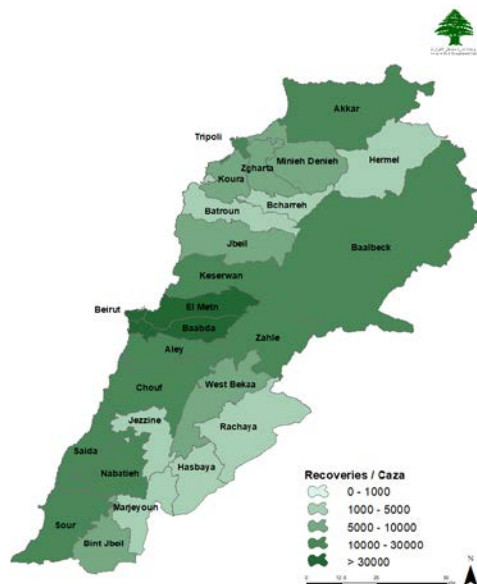 Akkar
Tripoli
Zgharta
Minieh Denieh
Hermel
Koura
Bcharreh
Batroun
Jbeil
Baalbeck
Keserwan
El Metn
Beirut
Baabda
Zahle
Aley
West Bekaa
Chouf
Jezzine
Rachaya
Saida
Hasbaya
Nabatieh
Marjeyoun
Sour
Bint Jbeil
Recoveries / Caza
0 - 1000
1000 - 5000
5000 - 10000
10000 - 30000
> 30000
N